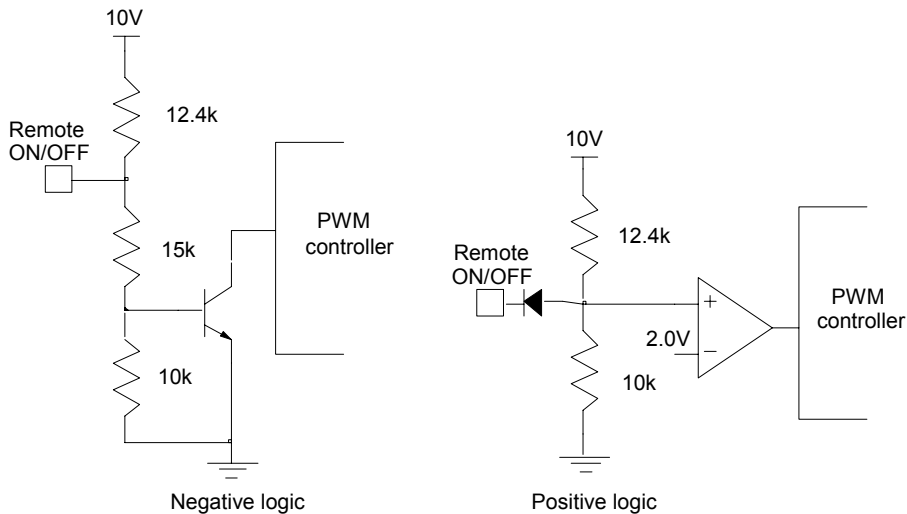 10V
12.4k
Remote
ON/OFF
15k
PWM
controller
10k
Negative logic
10V
12.4k
Remote
ON/OFF
+
2.0V
−
10k
PWM
controller
Positive logic